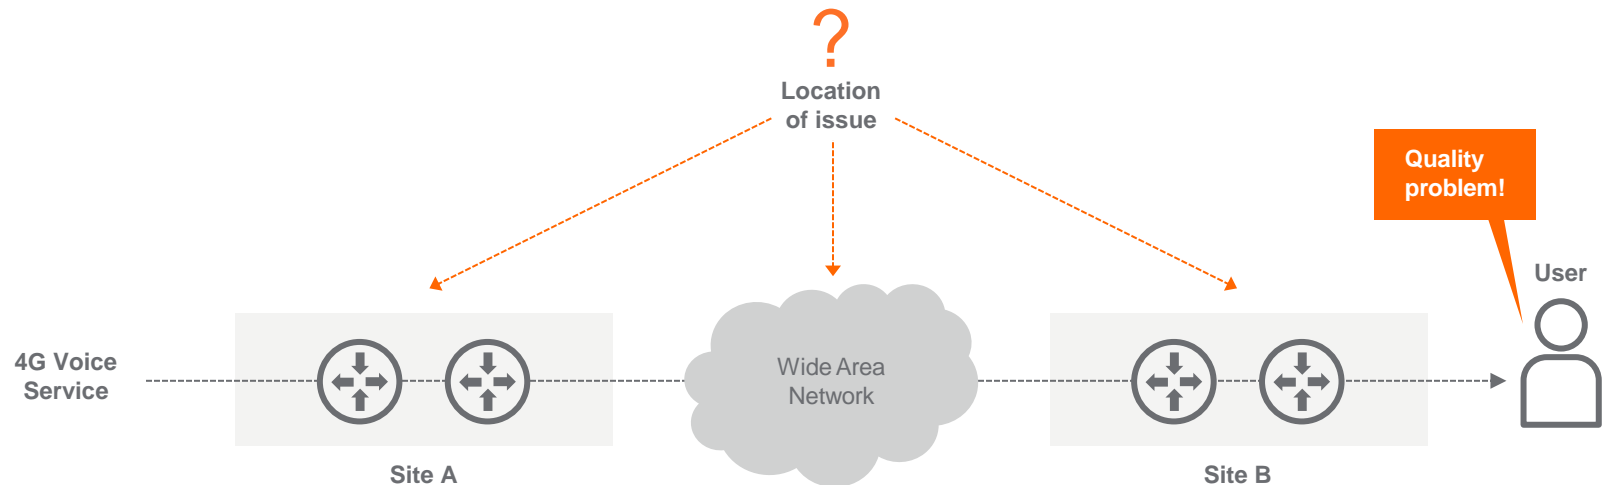 ?
Location
of issue
Quality
problem!
User
4G Voice
Service
Wide Area
Network
Site A
Site B